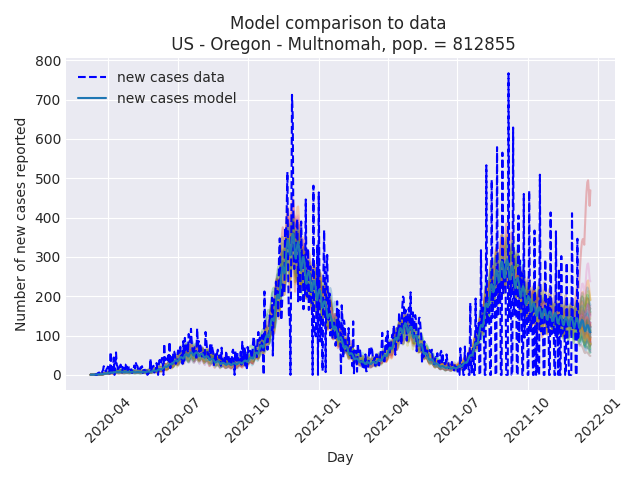 Model comparison to data
US - Oregon - Multnomah, pop. = 812855
new cases data
new cases model
Number of new cases reported
800
700
600
500
400
300
200
100
0
2020-04
2020-07
2020-10
2021-01
2021-04
2021-07
2021-10
2022-01
Day